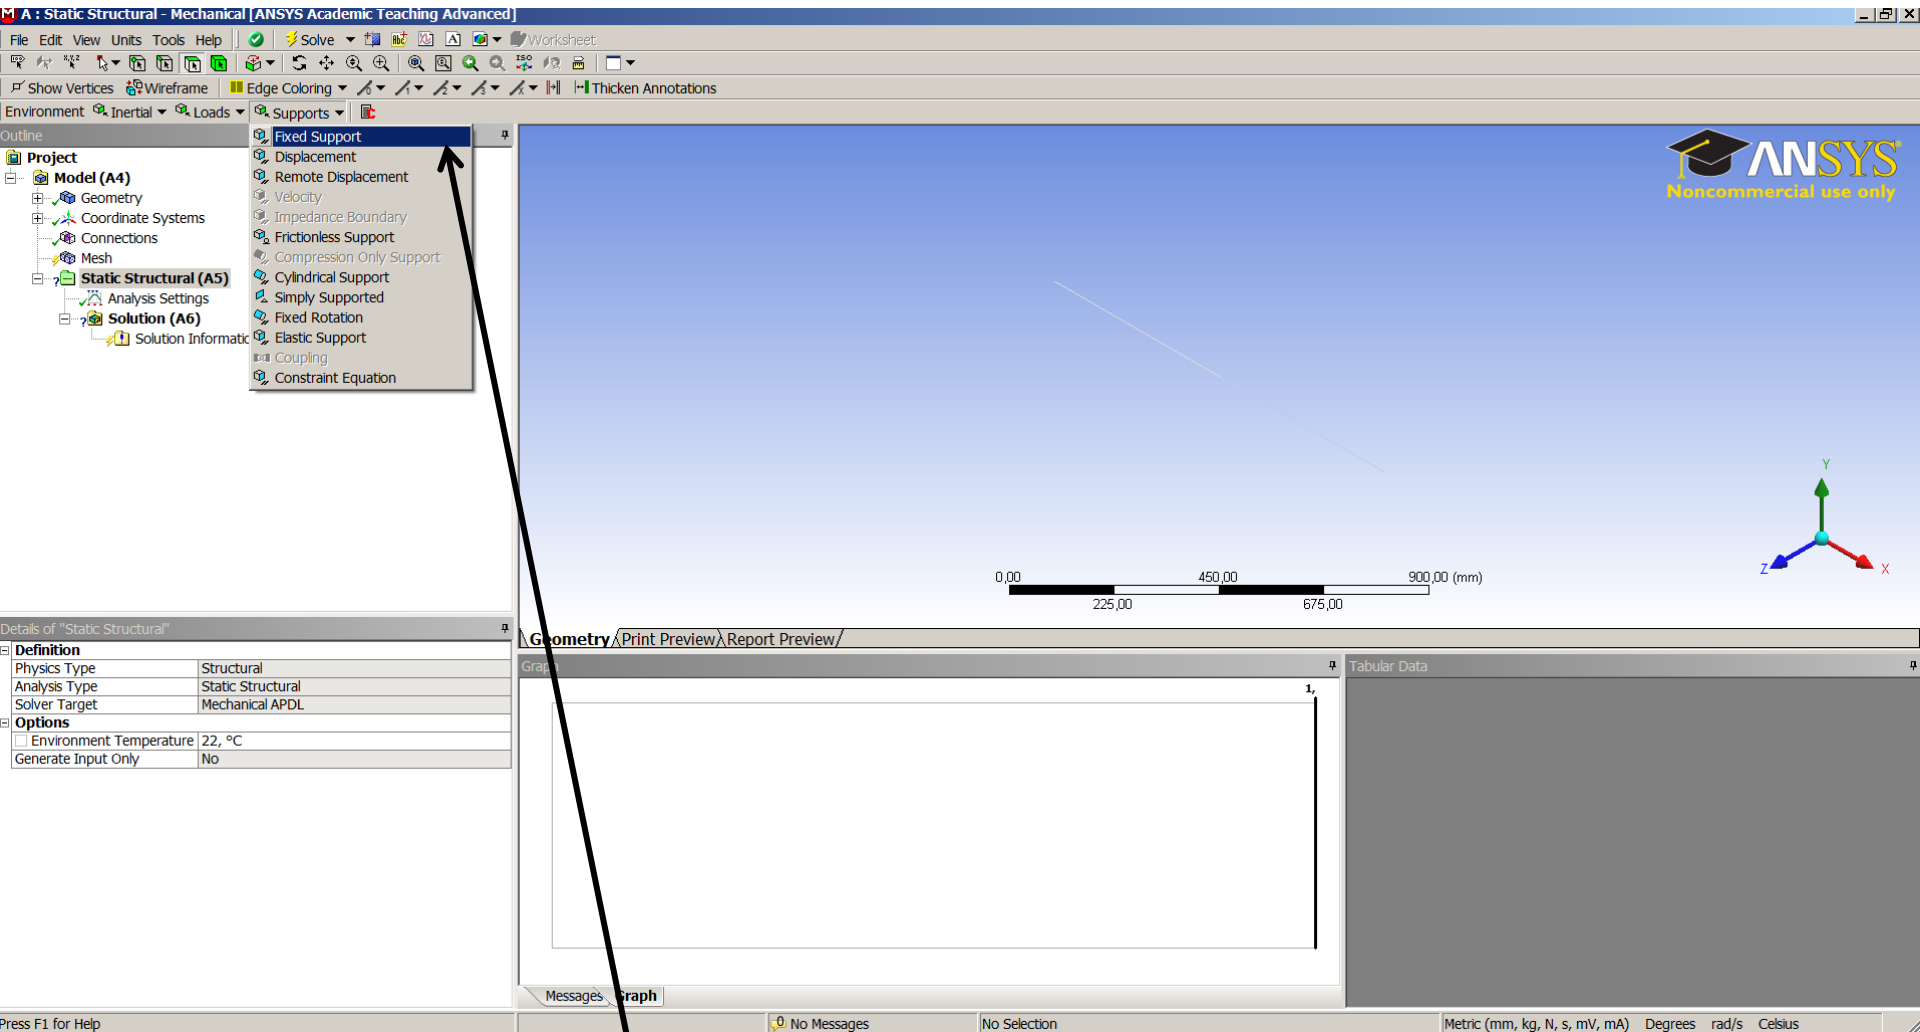 A : Static Structural - Mechanical [ANSYS Academic Teaching Advanced]
File Edit View Units Tools Help Solve Worksheet
Show Vertices Wireframe Edge Coloring Thicken Annotations
Environment Inertial Loads Supports
Outline
Project
Model (A4)
Geometry
Coordinate Systems
Connections
Mesh
Static Structural (A5)
Analysis Settings
Solution (A6)
Solution Informatic
Fixed Support
Displacement
Remote Displacement
Velocity
Impedance Boundary
Frictionless Support
Compression Only Support
Cylindrical Support
Simply Supported
Fixed Rotation
Elastic Support
Coupling
Constraint Equation
ANSYS
Noncommercial use only
Y
Z
X
0,00 450,00 900,00 (mm)
225,00 675,00
Geometry Print Preview Report Preview
Details of "Static Structural"
Definition
Physics Type Structural
Analysis Type Static Structural
Solver Target Mechanical APDL
Options
Environment Temperature 22, °C
Generate Input Only No
Graph
1,
Tabular Data
Messages Graph
Press F1 for Help 0 No Messages No Selection Metric (mm, kg, N, s, mV, mA) Degrees rad/s Celsius